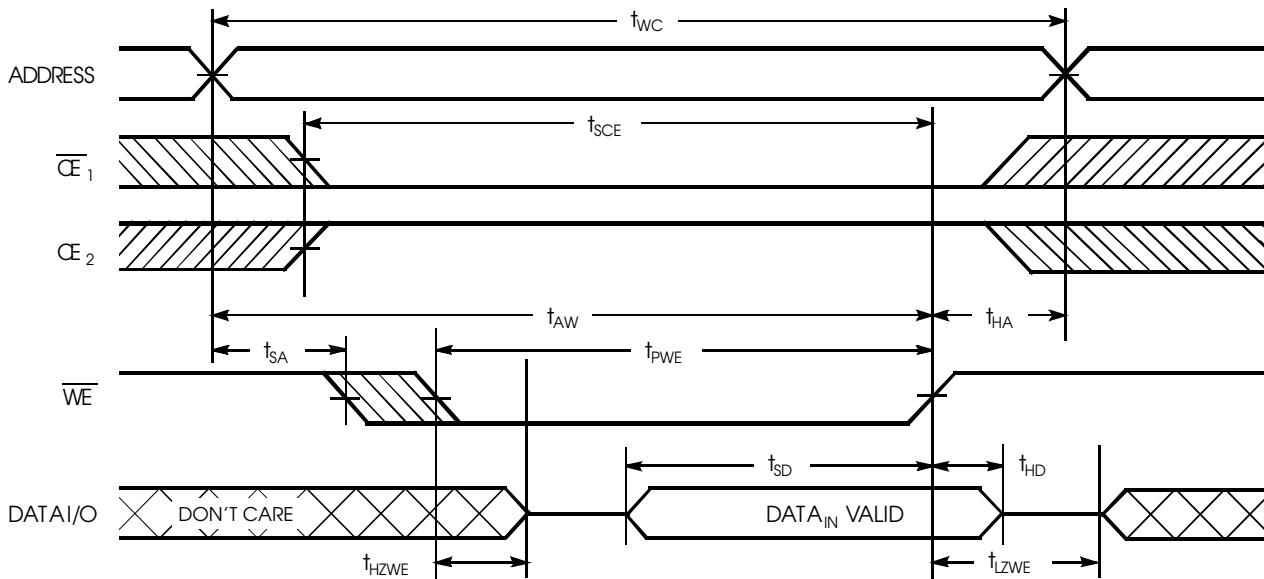 tWC
ADDRESS
tSCE
CE 1
CE 2
tAW
tHA
tSA
tPWE
WE
tSD
tHD
DATA I/O
DON'T CARE
DATAIN VALID
tHZWE
tLZWE